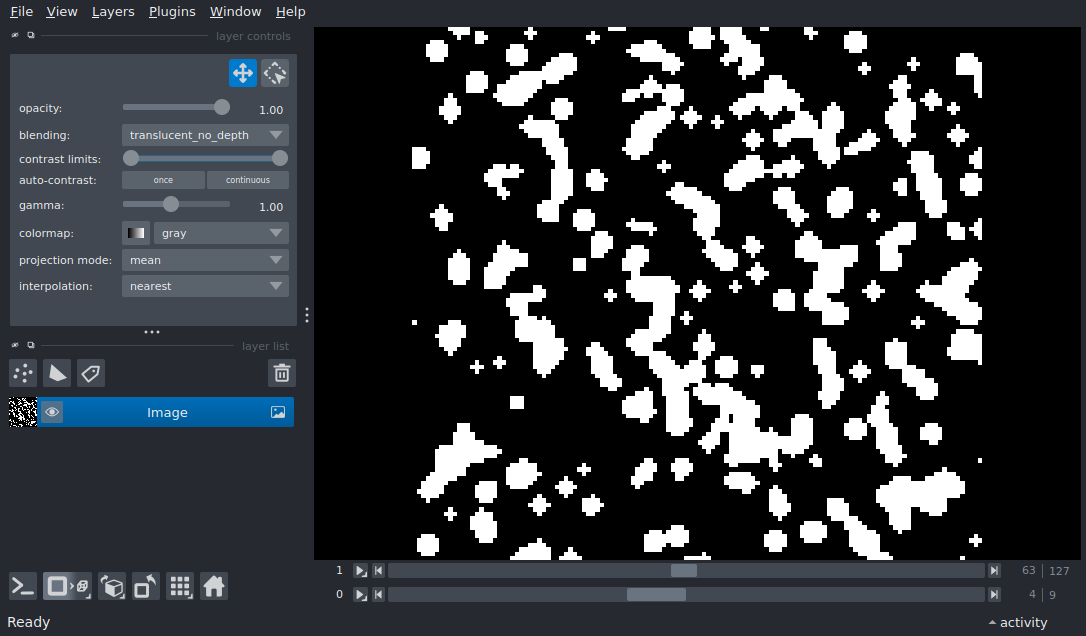 File View Layers Plugins Window Help
layer controls
opacity: 1.00
blending: translucent_no_depth
contrast limits:
auto-contrast: once continuous
gamma: 1.00
colormap: gray
projection mode: mean
interpolation: nearest
layer list
Image
1 63 127
0 4 9
Ready activity